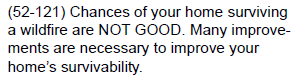 (52-121) Chances of your home surviving
a wildfire are NOT GOOD. Many improve-
ments are necessary to improve your
home's survivability.